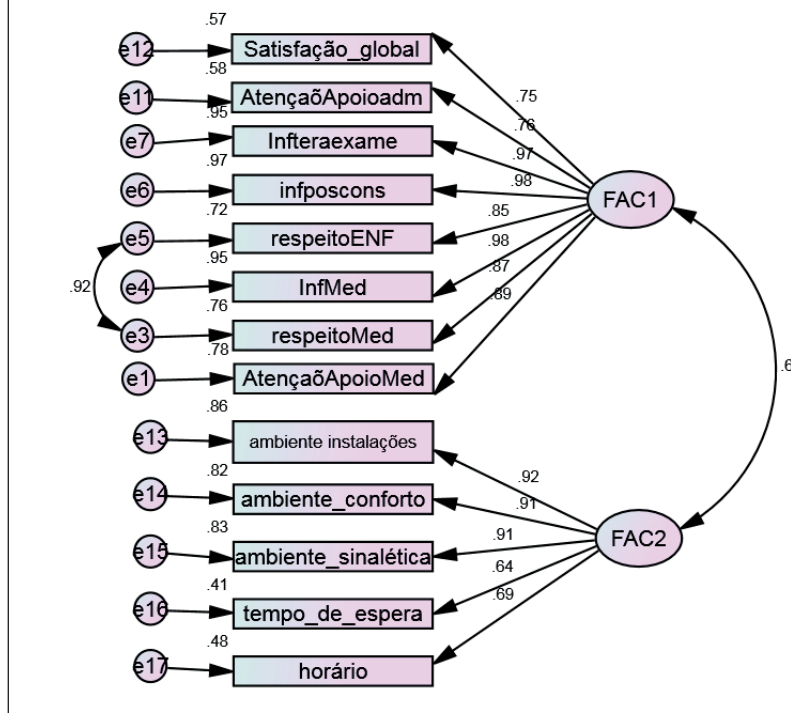 .57
e12 Satisfação_global
.58
.75
e11 AtençaõApoioadm
.95
.76
e7 Infteraexame
.97
.97
e6 infposcons
.98
FAC1
.72
.85
e5 respeitoENF
.95
.98
.87
e4 InfMed
.92
.89
.76
e3 respeitoMed
.78
e1 AtençaõApoioMed
.6
.86
e13 ambiente instalações
.82
.92
e14 ambiente_conforto
.91
.83
.91
FAC2
e15 ambiente_sinalética
.64
.41
.69
e16 tempo_de_espera
.48
e17 horário